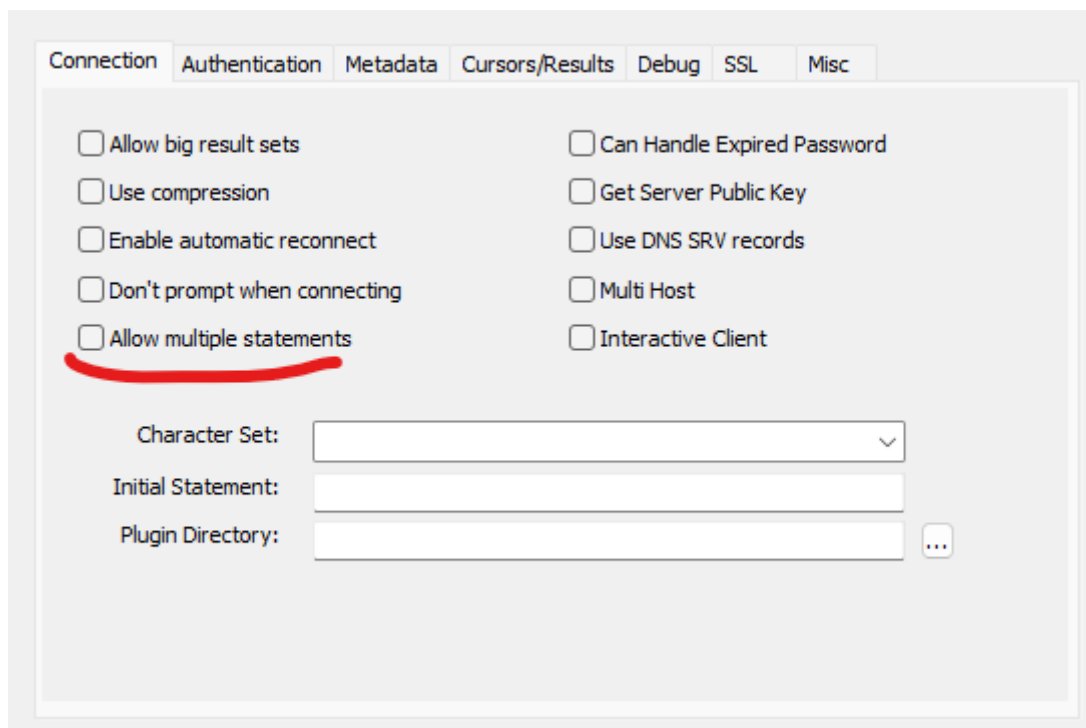 Connection Authentication Metadata Cursors/Results Debug SSL Misc
Allow big result sets
Use compression
Enable automatic reconnect
Don't prompt when connecting
Allow multiple statements
Can Handle Expired Password
Get Server Public Key
Use DNS SRV records
Multi Host
Interactive Client
Character Set:
Initial Statement:
Plugin Directory:
...